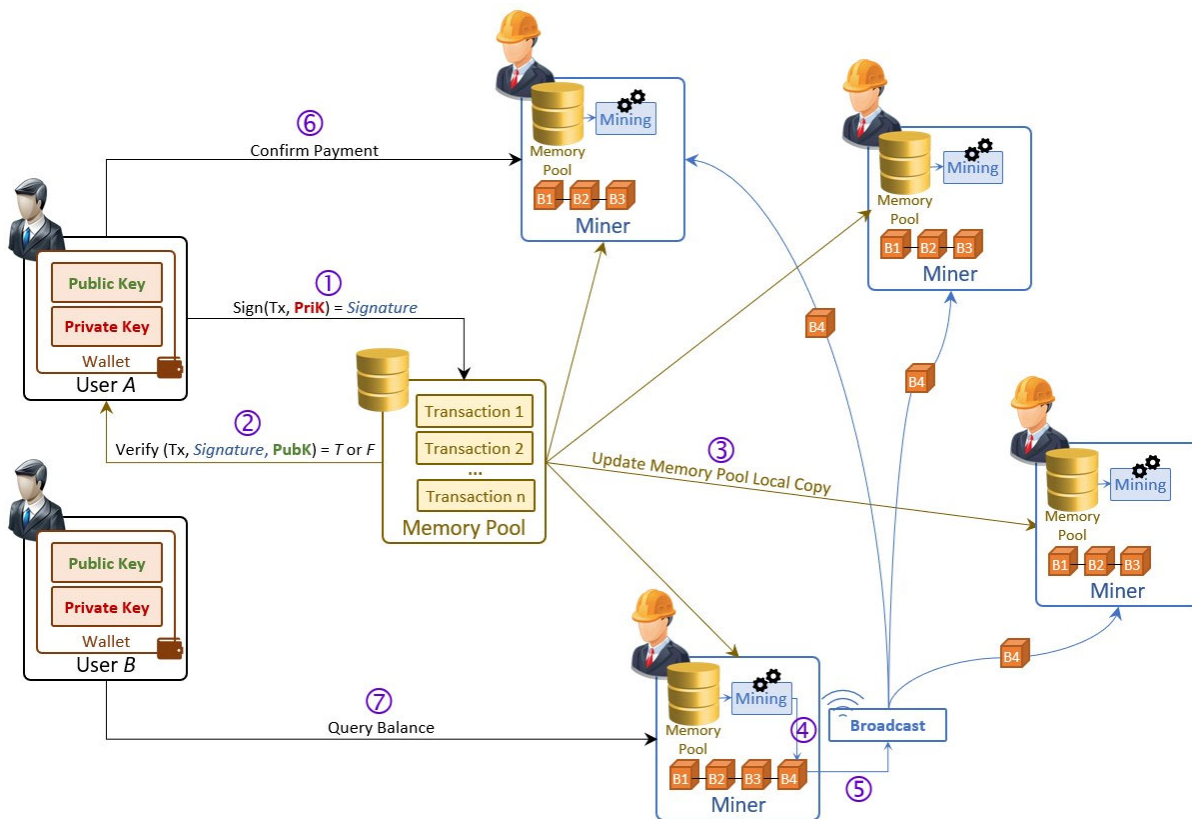 ⑥
Confirm Payment
Memory
Pool
Mining
B1 B2 B3
Miner
Memory
Pool
Mining
B1 B2 B3
Miner
Public Key
Private Key
Wallet
User A
①
Sign(Tx, PriK) = Signature
②
Verify (Tx, Signature, PubK) = T or F
Transaction 1
Transaction 2
...
Transaction n
Memory Pool
③
Update Memory Pool Local Copy
B4
B4
Memory
Pool
Mining
B1 B2 B3
Miner
B4
Public Key
Private Key
Wallet
User B
⑦
Query Balance
Memory
Pool
Mining
④
B1 B2 B3 B4
Miner
⑤
Broadcast